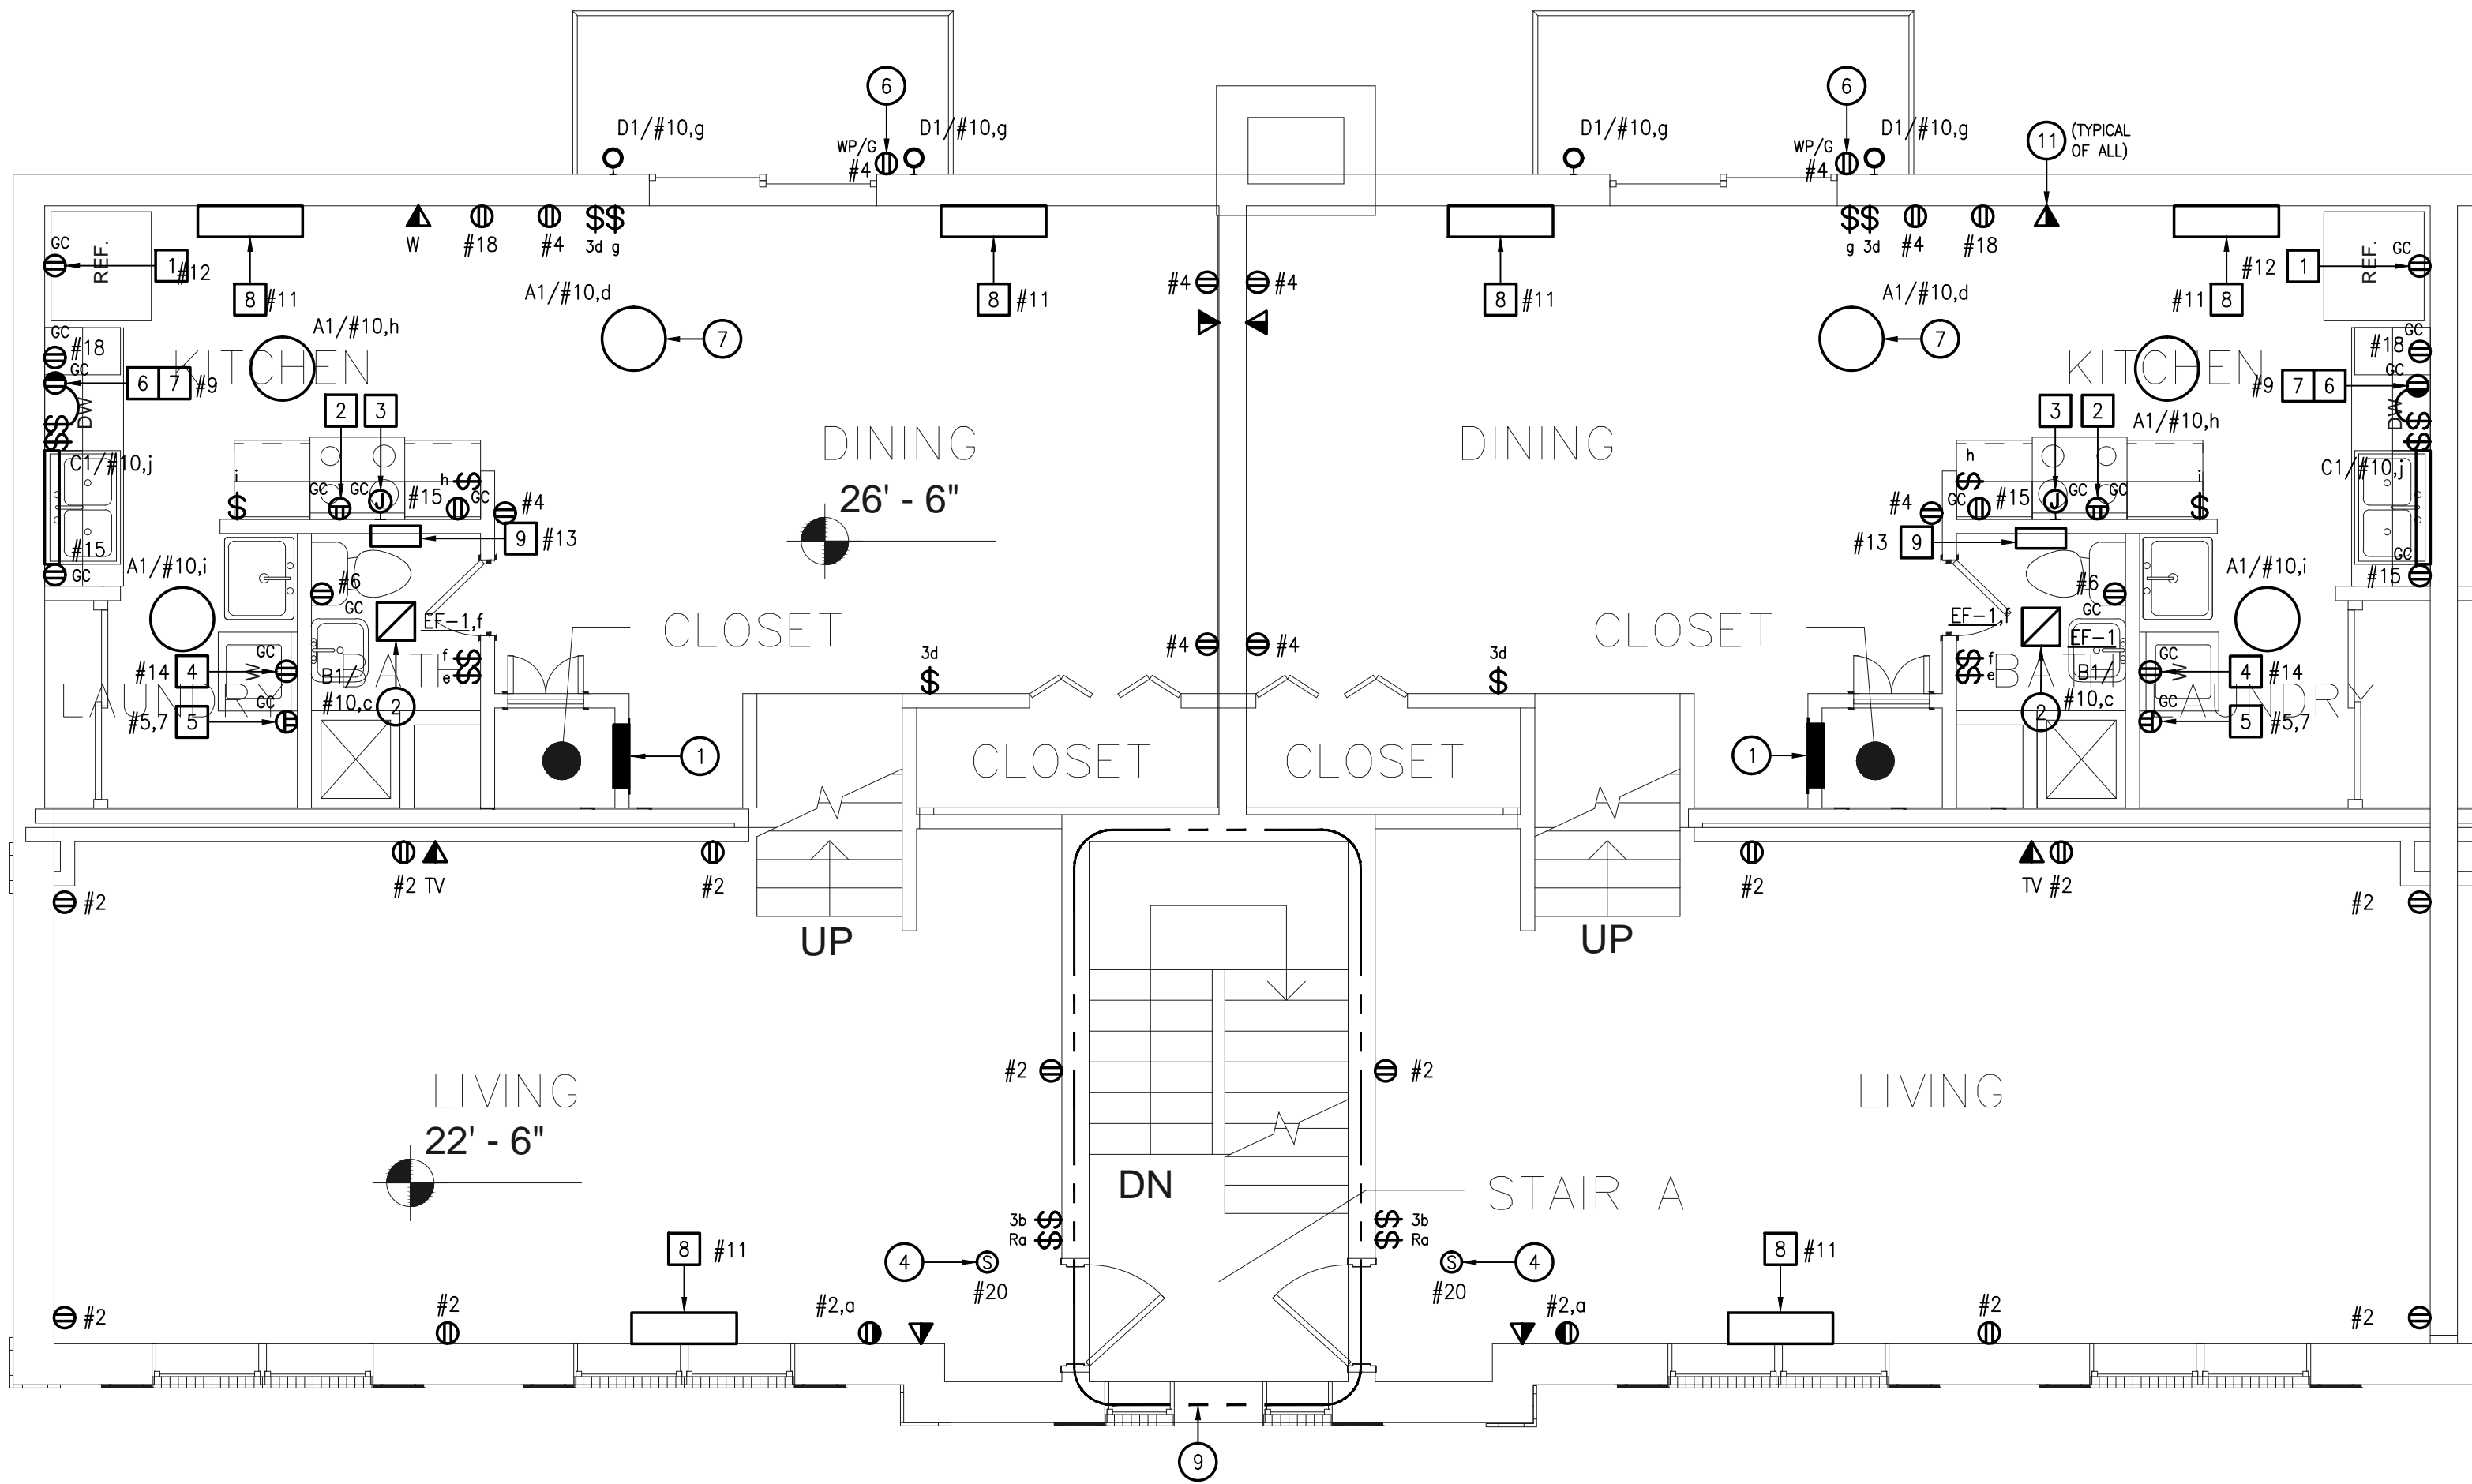 6
6
D1/#10,g
D1/#10,g
D1/#10,g
D1/#10,g
11
(TYPICAL
OF ALL)
WP/G
#4
WP/G
#4
W
#18
#4
3d g
g 3d
#4
#18
GC
REF.
1
#12
#12
1
REF.
GC
8
#11
8
#11
8
#11
#11
8
#4
#4
A1/#10,d
A1/#10,d
7
7
A1/#10,h
A1/#10,h
GC
#18
KITCHEN
KITCHEN
GC
#18
GC
6
7
#9
#9
7
6
GC
DW
DW
2
3
3
2
C1/#10,j
C1/#10,j
DINING
26' - 6"
DINING
i
h
h
i
GC
GC
J
#15
GC
#4
#4
GC
#15
J
GC
GC
9
#13
#13
9
#15
GC
GC
#15
A1/#10,i
A1/#10,i
#6
GC
#6
GC
EF-1,f
EF-1,f
EF-1
CLOSET
CLOSET
#4
#4
3d
3d
f
e
f
e
#14
4
GC
W
B1/
#10,c
BATH
BATH
B1/
#10,c
GC
W
4
#14
LAUNDRY
LAUNDRY
#5,7
5
GC
2
2
GC
5
#5,7
1
1
CLOSET
CLOSET
#2
#2 TV
#2
#2
TV #2
#2
UP
UP
#2
#2
LIVING
22' - 6"
LIVING
DN
STAIR A
3b
Ra
3b
Ra
8
#11
4
S
#20
S
#20
4
8
#11
#2
#2
#2,a
#2,a
#2
#2
9